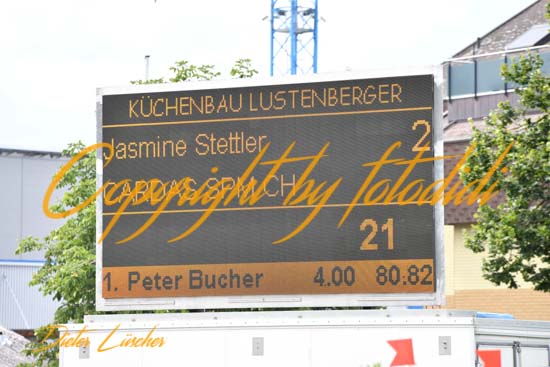 KÜCHENBAU LUSTENBERGER
Jasmine Stettler 2
Copyright by fotodidi
21
1. Peter Bucher 4.00 80.82
Dieter Lüscher